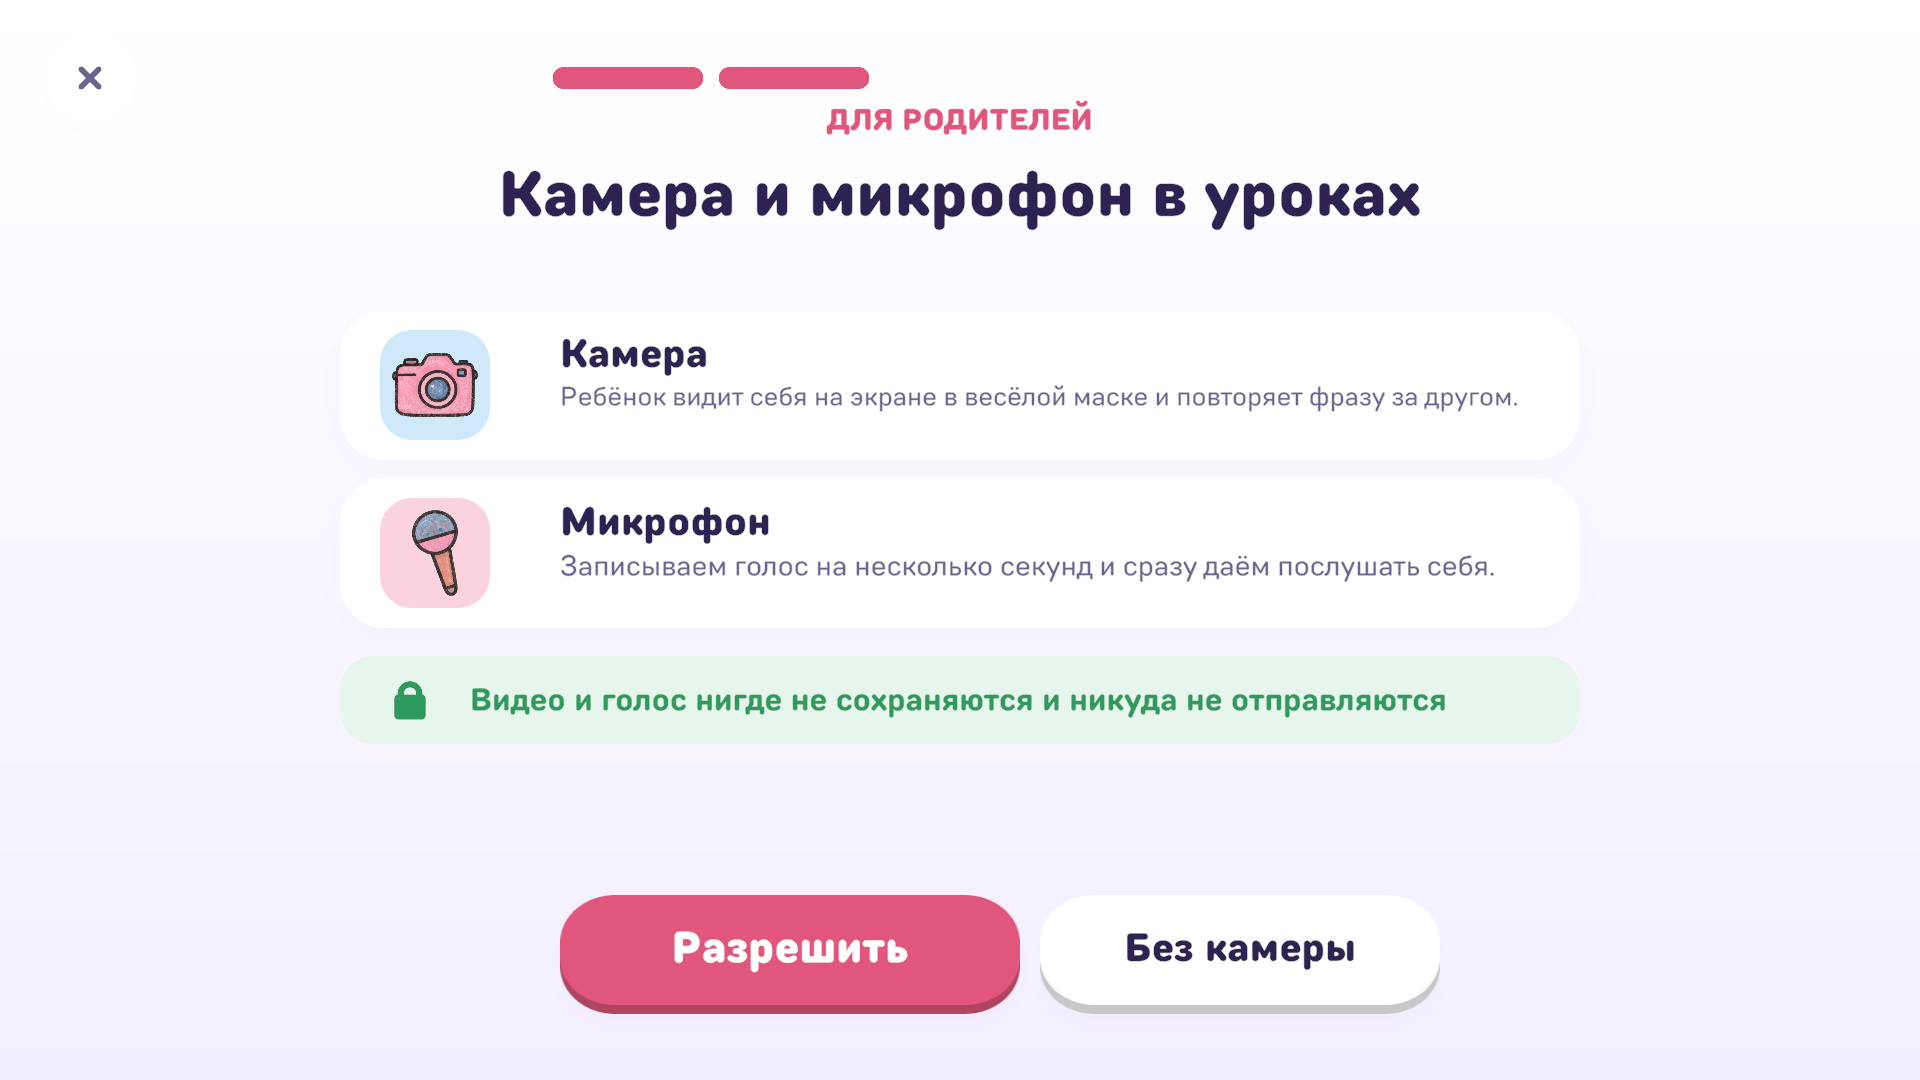 ДЛЯ РОДИТЕЛЕЙ
Камера и микрофон в уроках
Камера
Ребёнок видит себя на экране в весёлой маске и повторяет фразу за другом.
Микрофон
Записываем голос на несколько секунд и сразу даём послушать себя.
Видео и голос нигде не сохраняются и никуда не отправляются
Разрешить
Без камеры